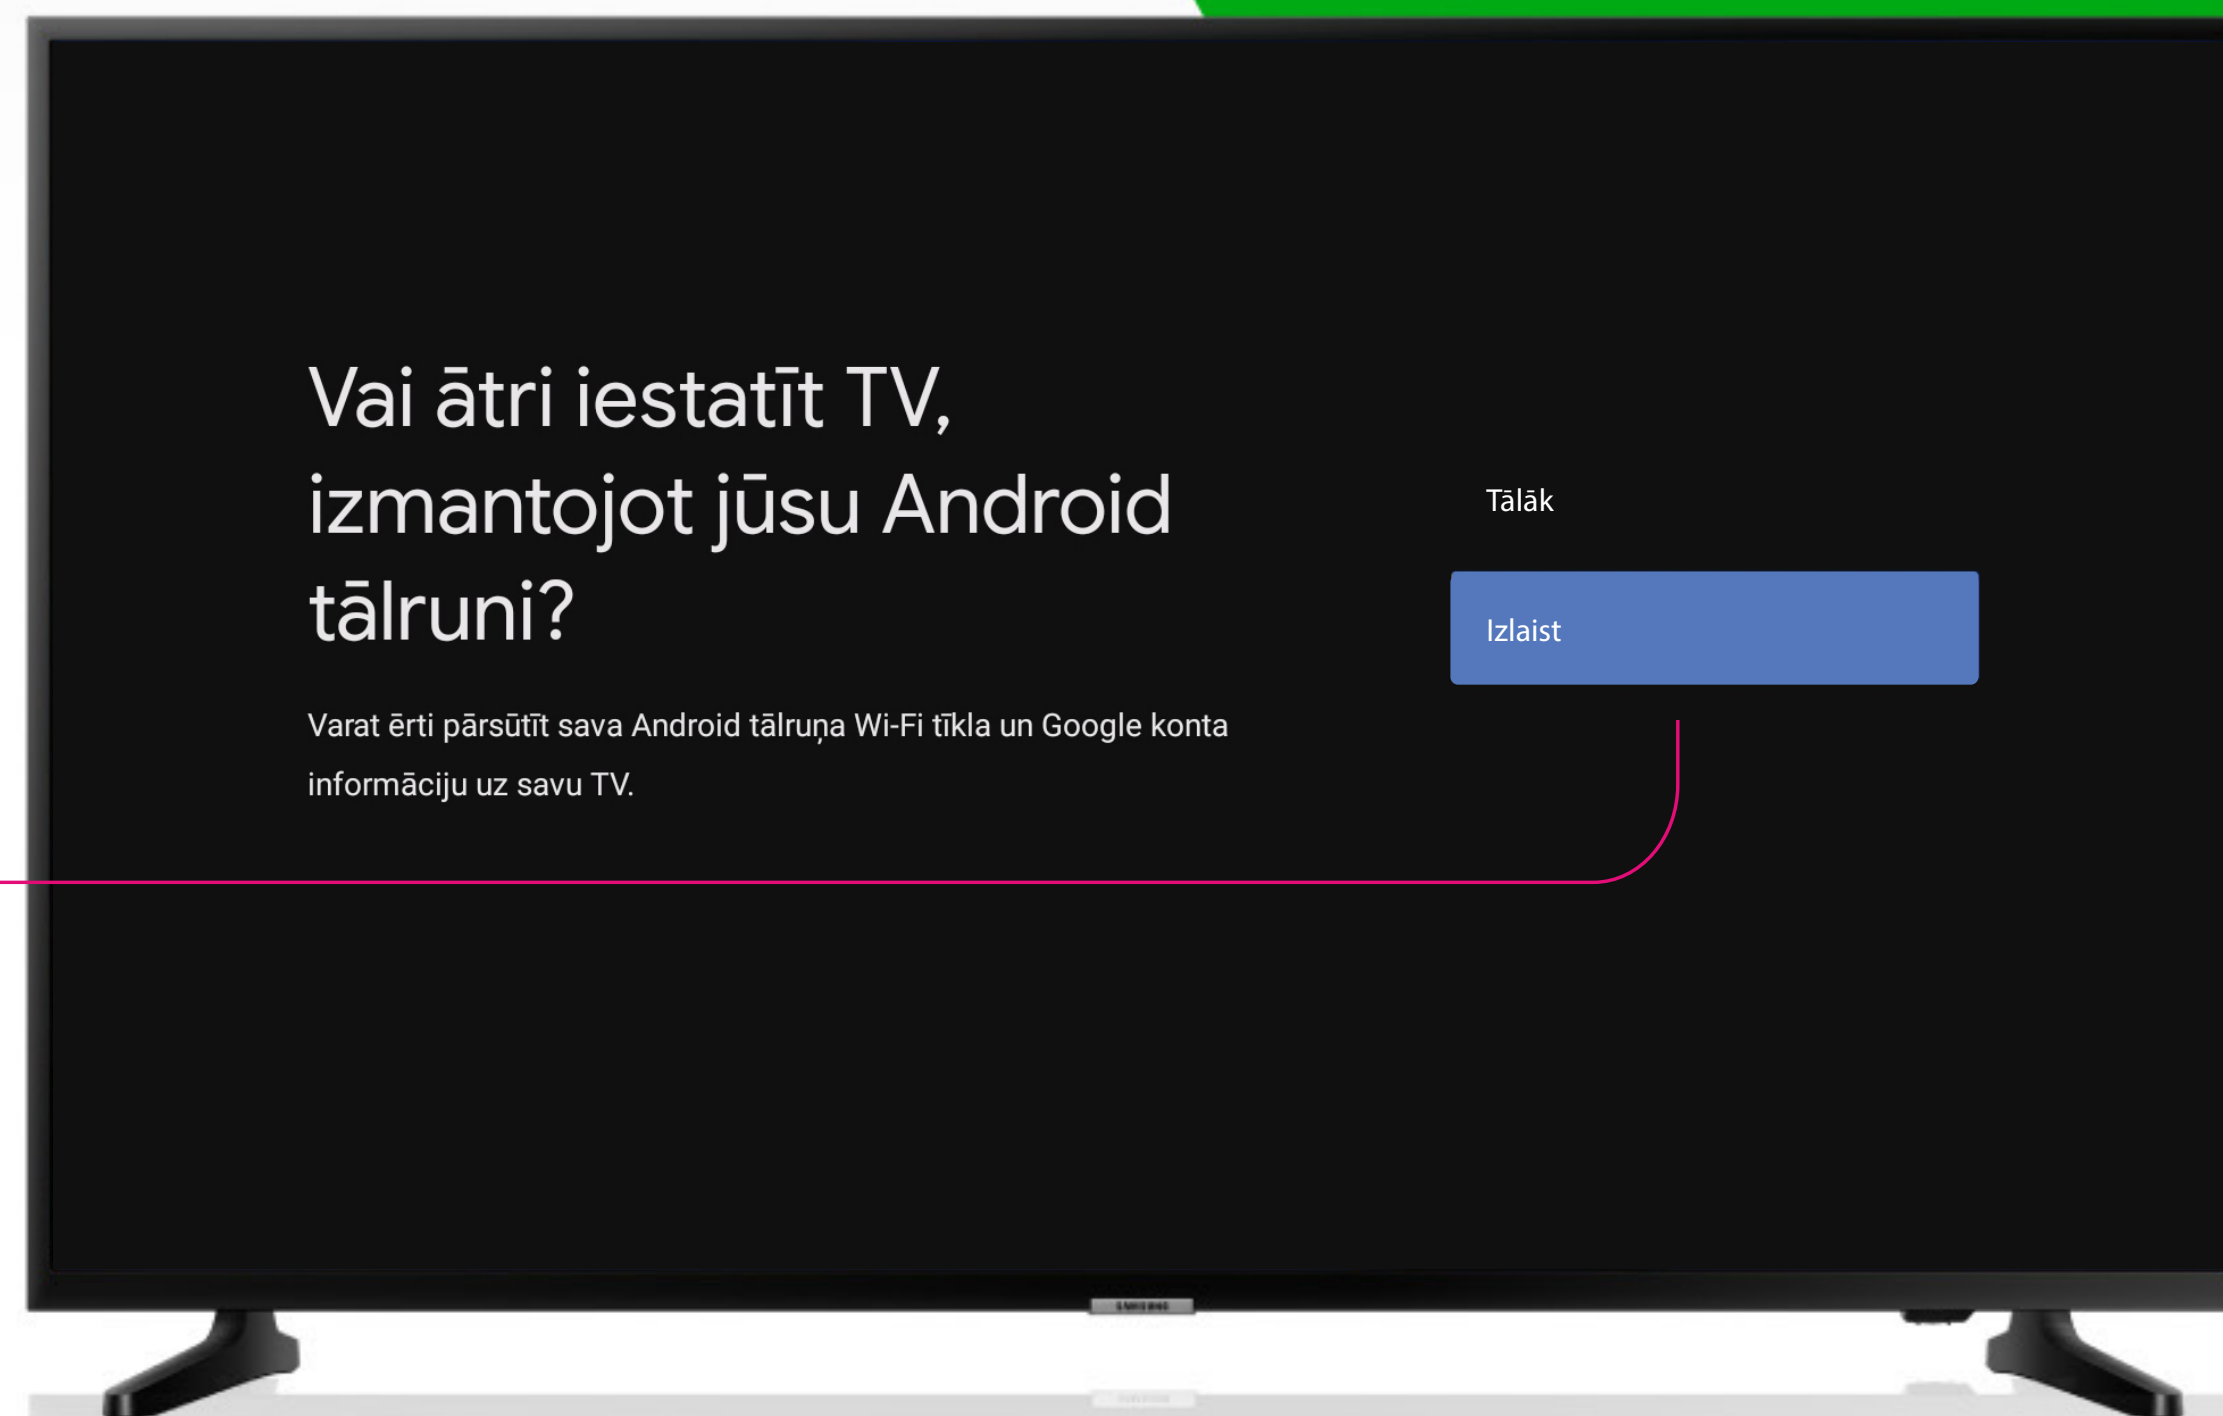 Vai ātri iestatīt TV,
izmantojot jūsu Android
tālruni?
Varat ērti pārsūtīt sava Android tālruņa Wi-Fi tīkla un Google konta
informāciju uz savu TV.
Tālāk
Izlaist
SAMSUNG